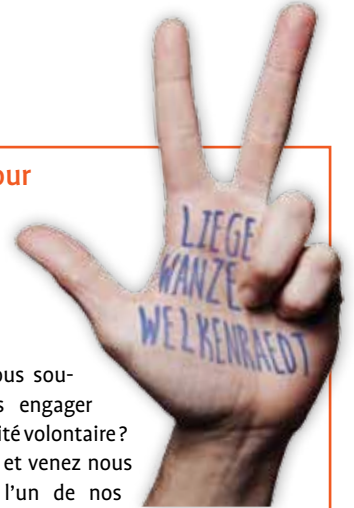 our
LIEGE
WANZE
WELKENRAEDT
ous sou-
s engager
ité volontaire ?
et venez nous
l'un de nos